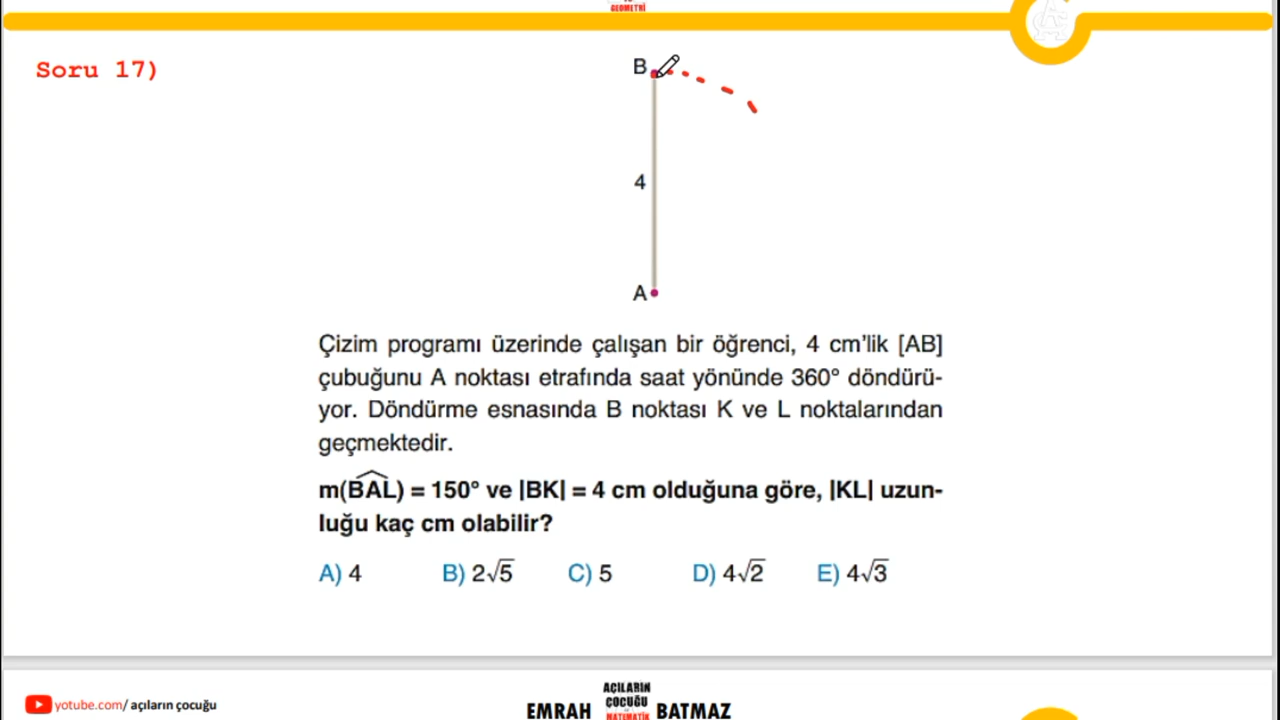 GEOMETRİ
Soru 17)
B
4
A
Çizim programı üzerinde çalışan bir öğrenci, 4 cm'lik [AB]
çubuğunu A noktası etrafında saat yönünde 360° döndürü-
yor. Döndürme esnasında B noktası K ve L noktalarından
geçmektedir.
m(BAL) = 150° ve |BK| = 4 cm olduğuna göre, |KL| uzun-
luğu kaç cm olabilir?
A) 4 B) 2√5 C) 5 D) 4√2 E) 4√3
yotube.com/ açıların çocuğu
EMRAH AÇILARIN ÇOCUĞU MATEMATİK BATMAZ